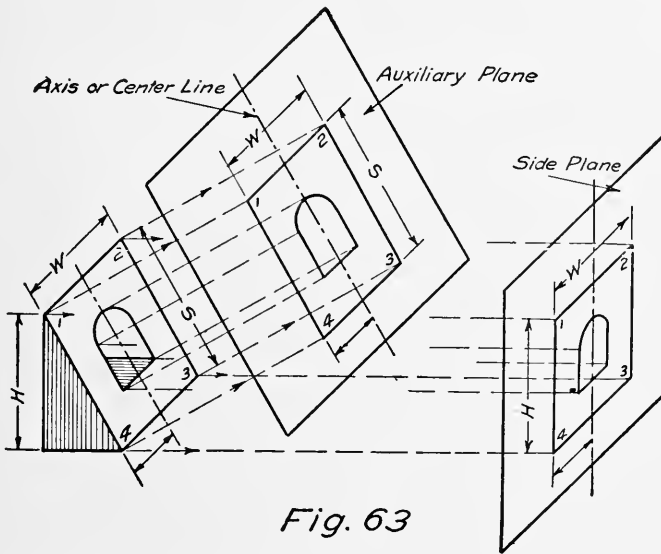 Axis or Center Line
Auxiliary Plane
Side Plane
W
2
S
1
3
4
W
2
S
1
3
4
H
W
2
1
3
4
H
Fig. 63